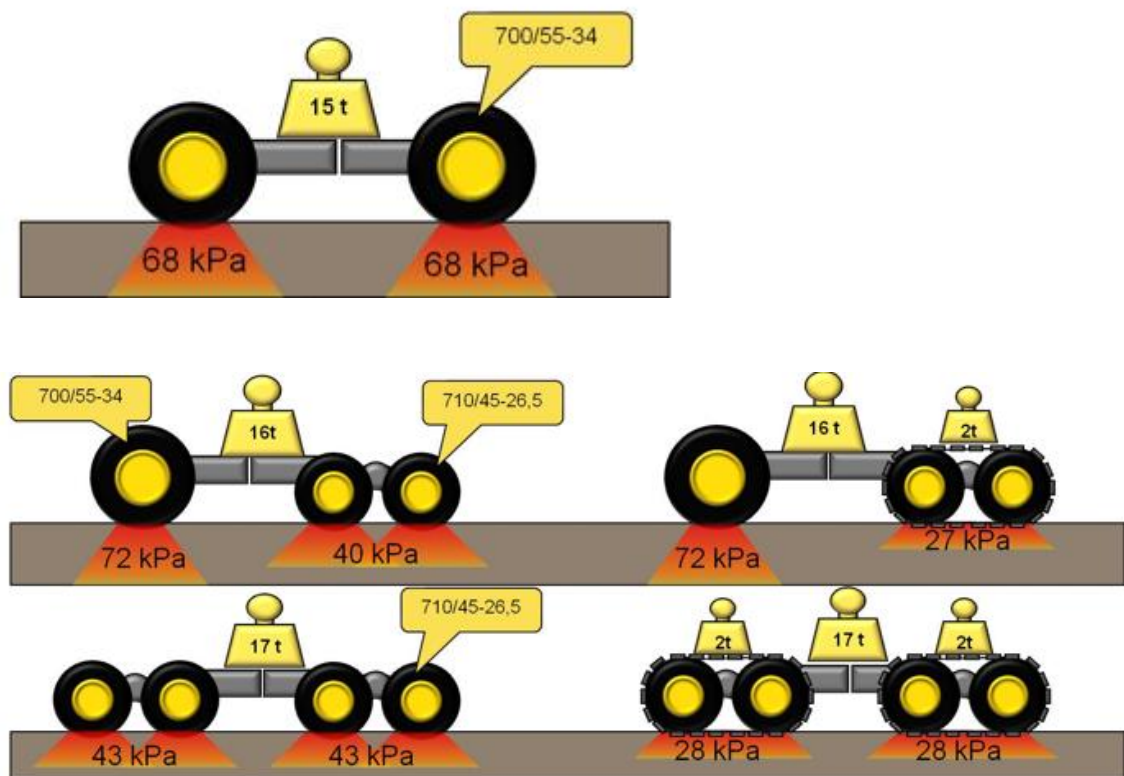 700/55-34
15 t
68 kPa
68 kPa
700/55-34
16t
710/45-26,5
72 kPa
40 kPa
16 t
2t
72 kPa
27 kPa
17 t
710/45-26,5
43 kPa
43 kPa
2t
17 t
2t
28 kPa
28 kPa